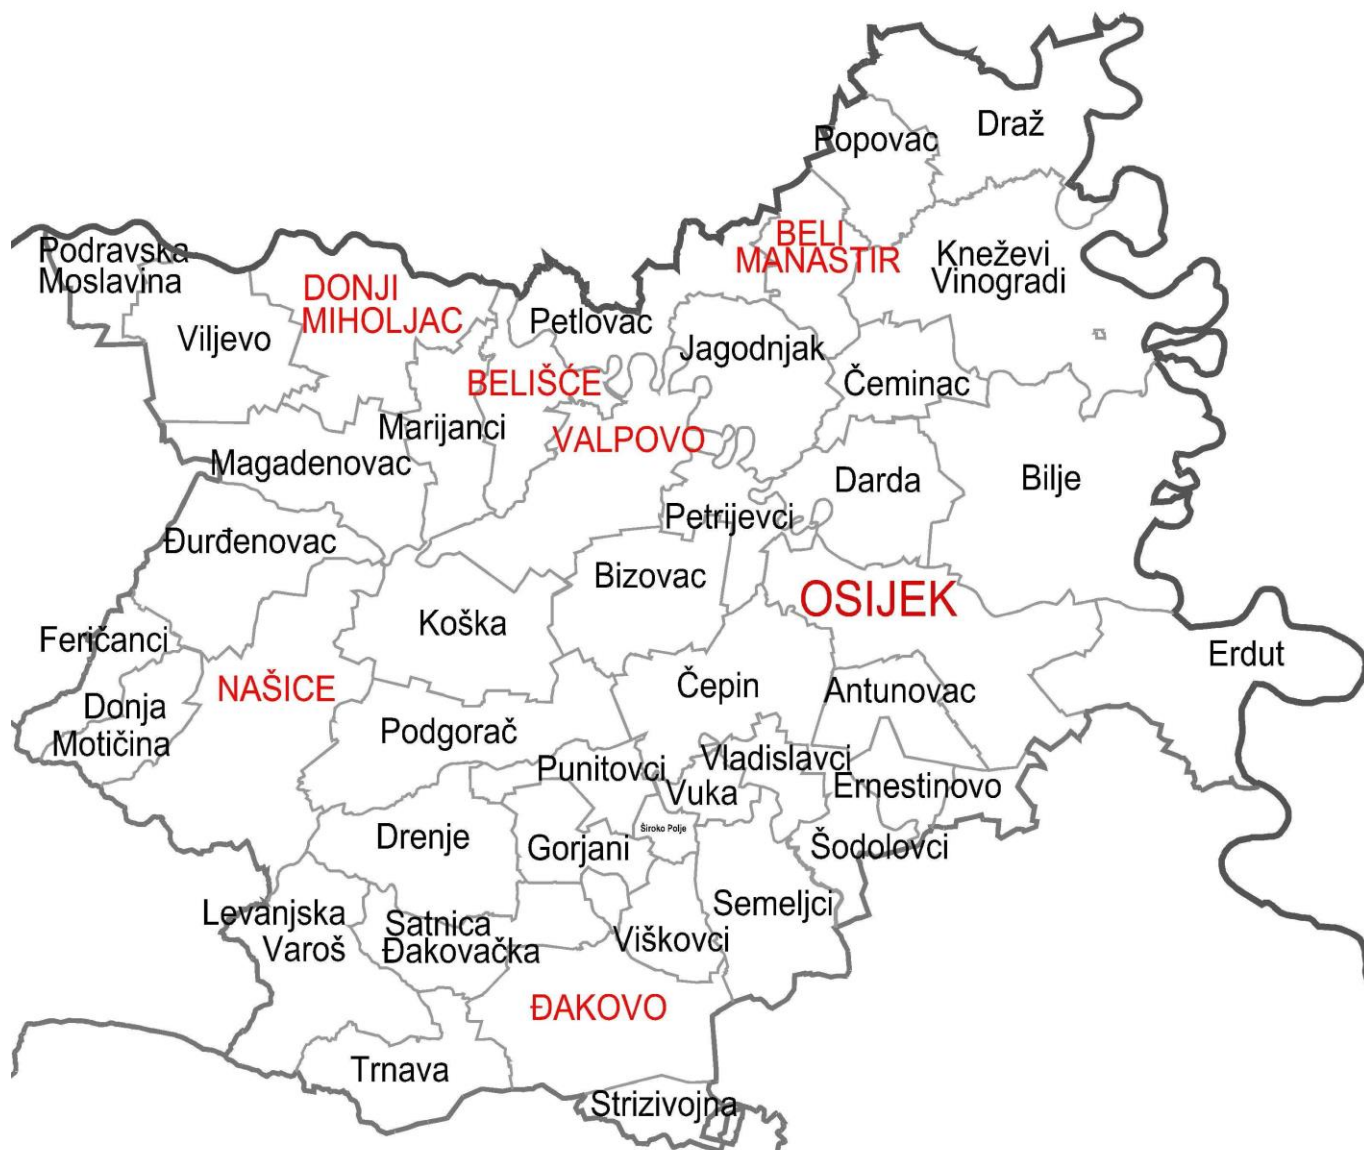 Draž
Popovac
BELI
MANASTIR
Kneževi
Vinogradi
Podravska
Moslavina
DONJI
MIHOLJAC
Viljevo
Petlovac
Jagodnjak
BELIŠĆE
Čeminac
Marijanci
VALPOVO
Magadenovac
Darda
Bilje
Petrijevci
Đurđenovac
Bizovac
OSIJEK
Koška
Feričanci
Erdut
NAŠICE
Čepin
Antunovac
Donja
Motičina
Podgorač
Punitovci
Vladislavci
Vuka
Ernestinovo
Široko Polje
Drenje
Gorjani
Šodolovci
Levanjska
Varoš
Satnica
Đakovačka
Semeljci
Viškovci
ĐAKOVO
Trnava
Strizivojna